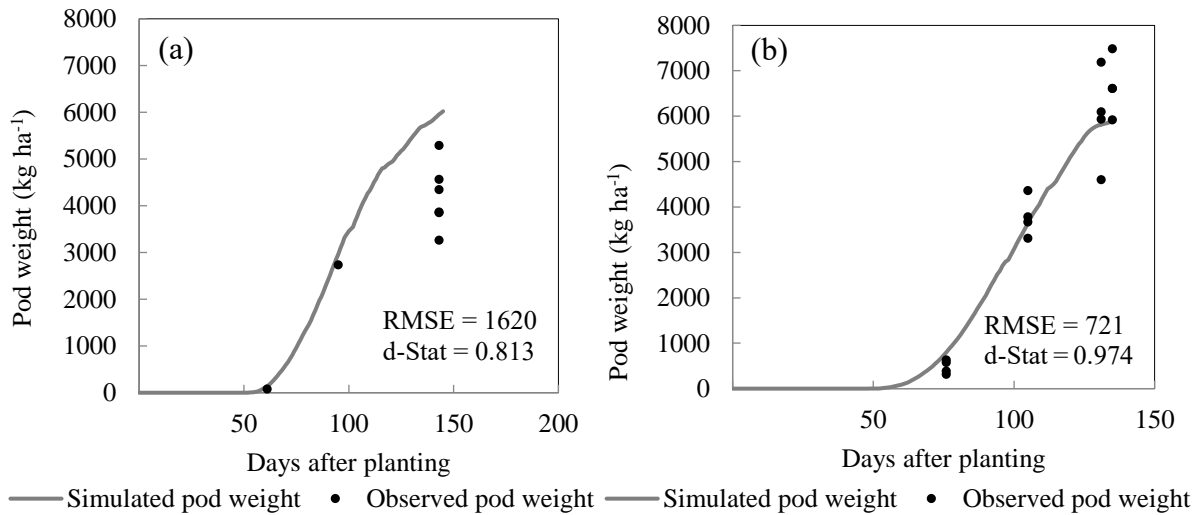 (a)
8000
7000
6000
5000
4000
3000
2000
1000
0
Pod weight (kg ha⁻¹)
RMSE = 1620
d-Stat = 0.813
50
100
150
200
Days after planting
(b)
8000
7000
6000
5000
4000
3000
2000
1000
0
Pod weight (kg ha⁻¹)
RMSE = 721
d-Stat = 0.974
50
100
150
Days after planting
Simulated pod weight
Observed pod weight
Simulated pod weight
Observed pod weight